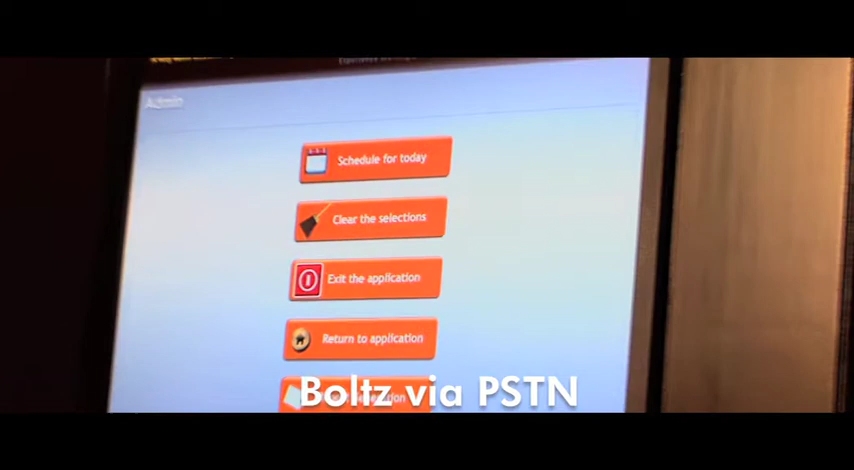 Admin
Schedule for today
Clear the selections
Exit the application
Return to application
Boltz via PSTN